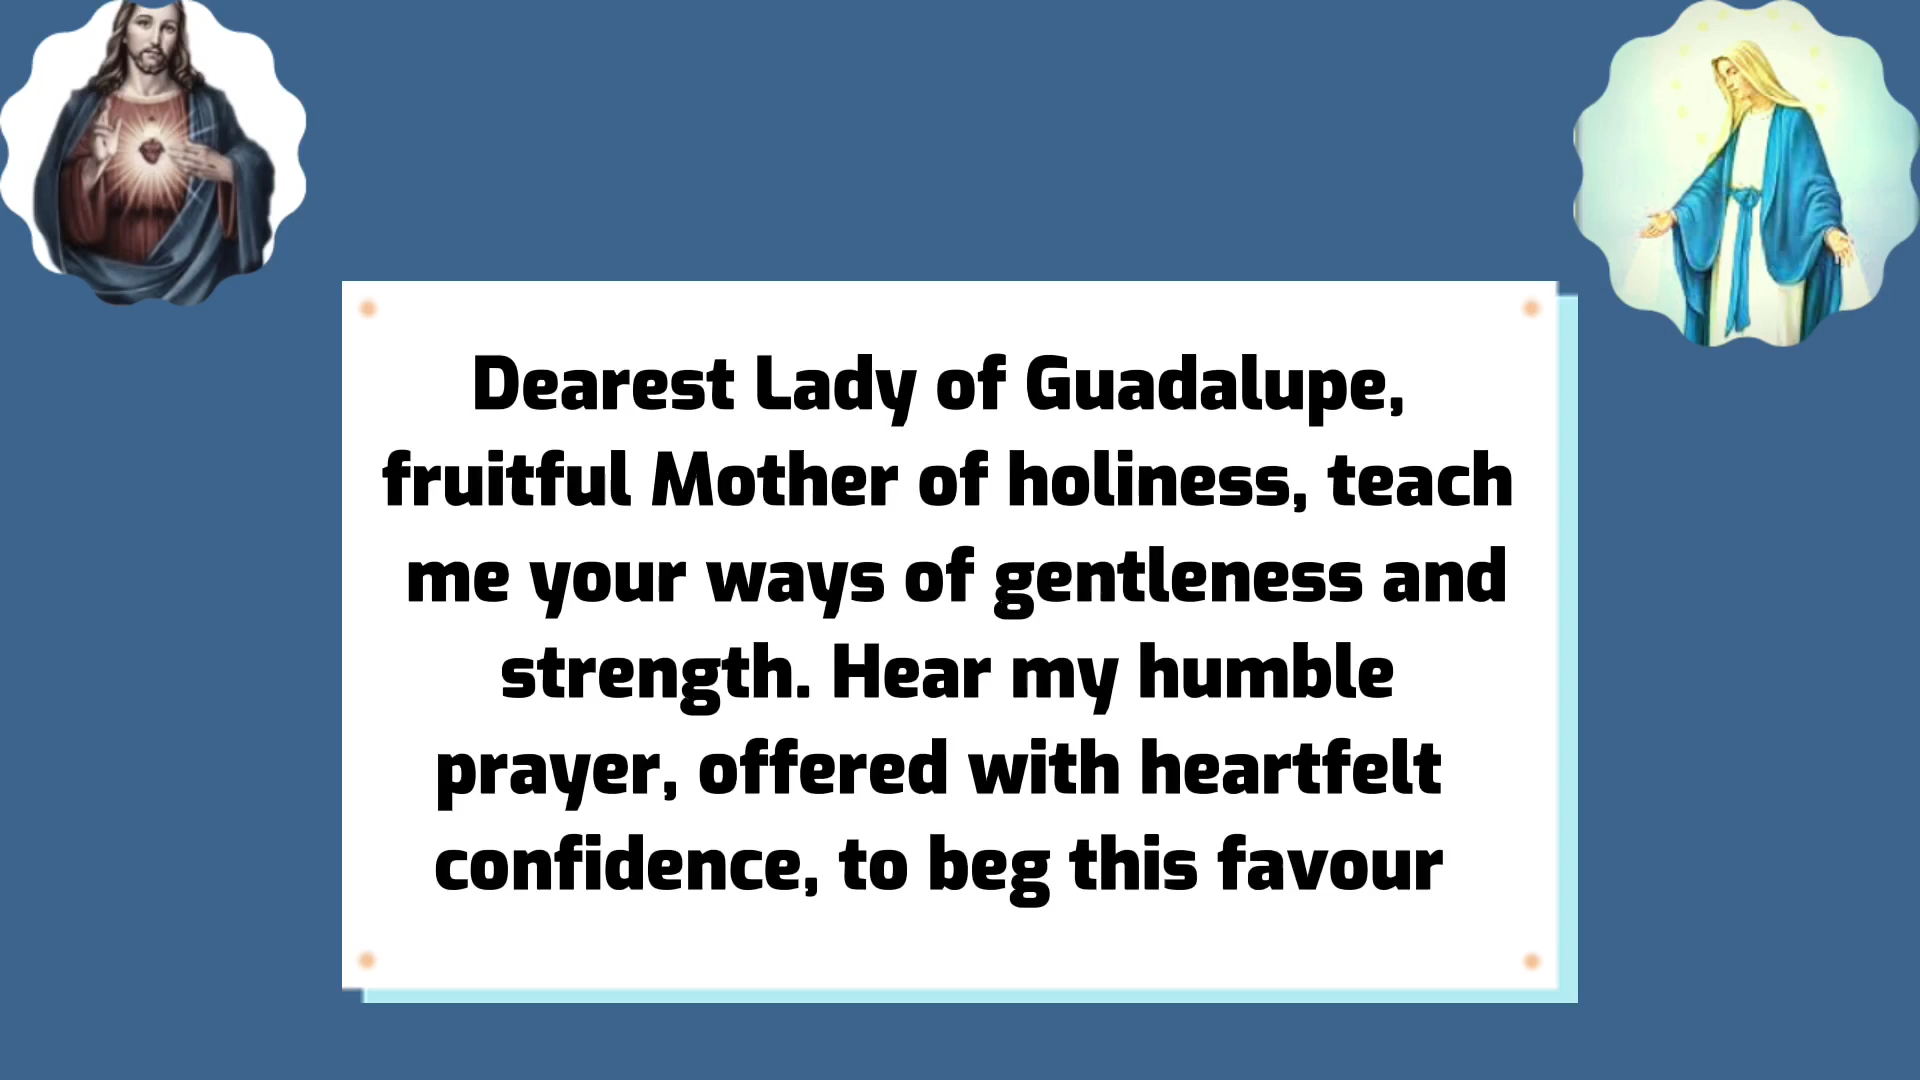 Dearest Lady of Guadalupe,
fruitful Mother of holiness, teach
me your ways of gentleness and
strength. Hear my humble
prayer, offered with heartfelt
confidence, to beg this favour